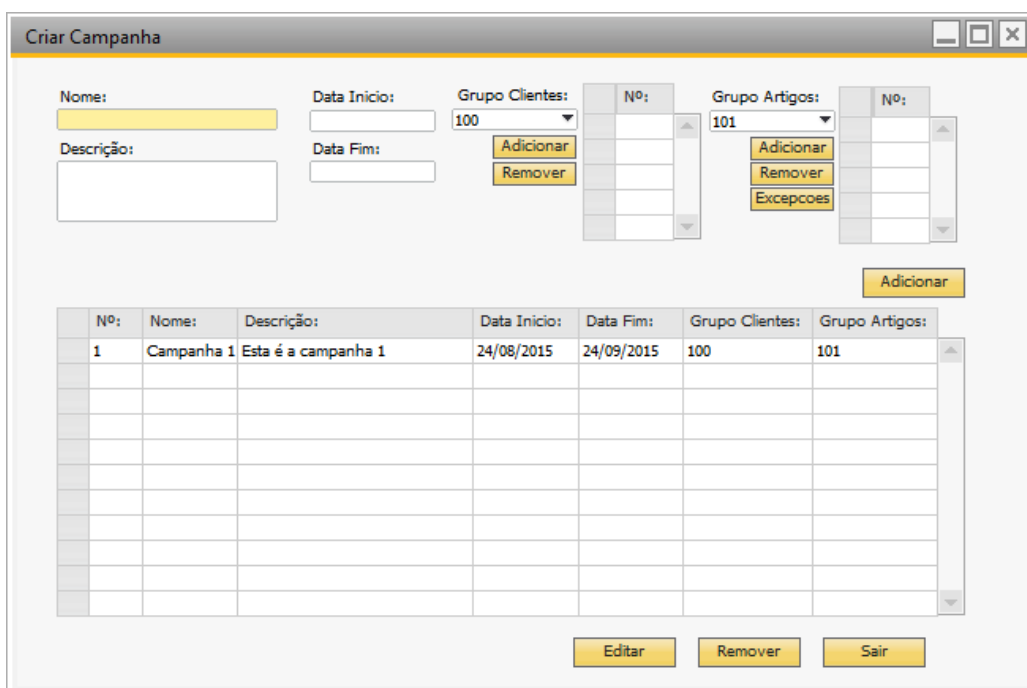 Criar Campanha
Nome: Data Inicio: Grupo Clientes: Nº: Grupo Artigos: Nº:
100 101
Descrição: Data Fim: Adicionar Adicionar
Remover Remover
Excepcoes
Adicionar
Nº: Nome: Descrição: Data Inicio: Data Fim: Grupo Clientes: Grupo Artigos:
1 Campanha 1 Esta é a campanha 1 24/08/2015 24/09/2015 100 101
Editar Remover Sair